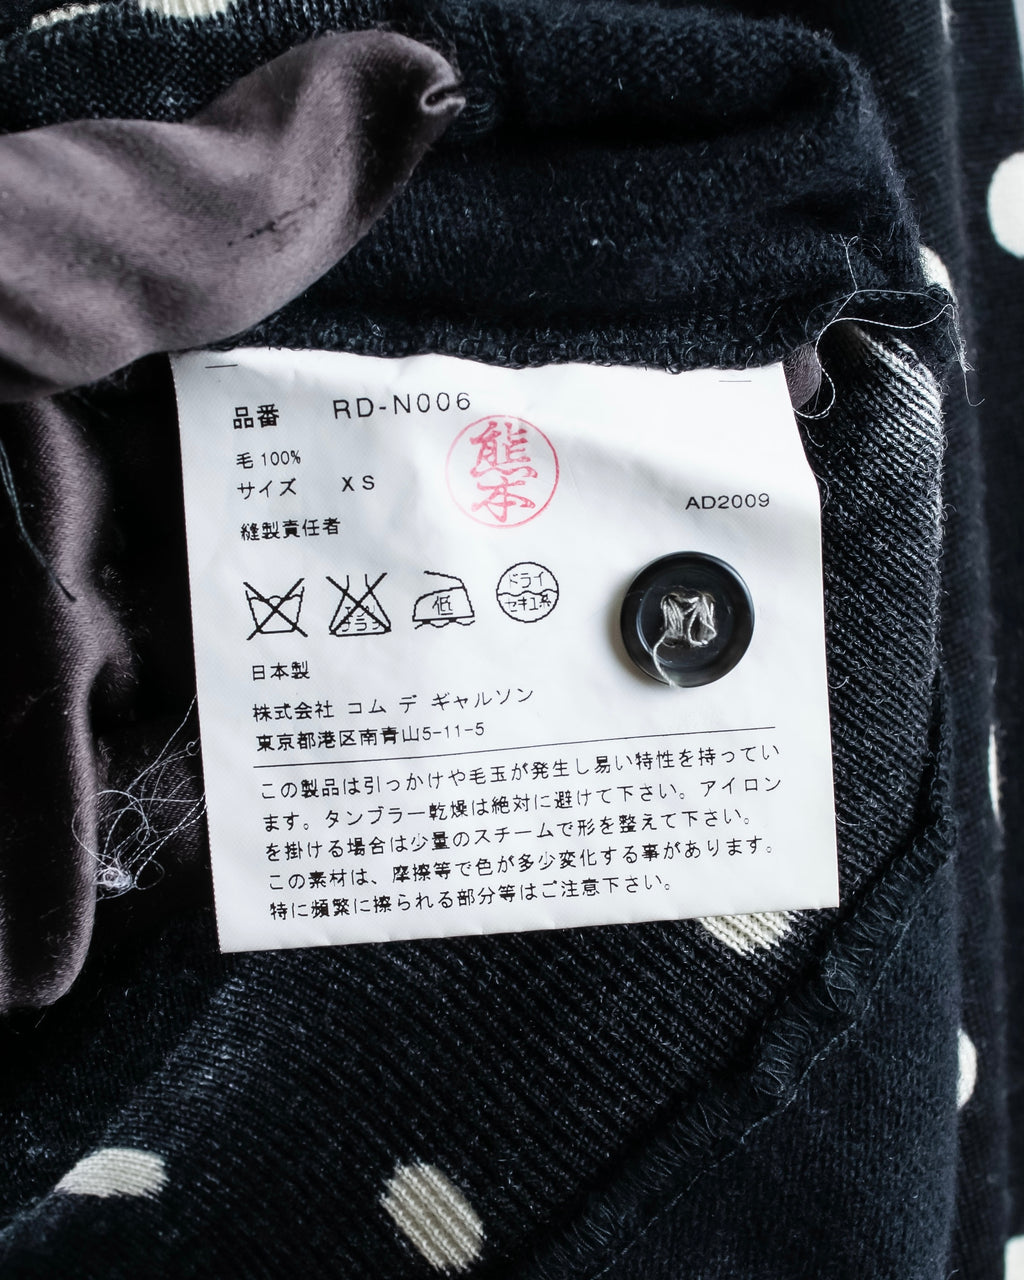 品番 RD-N006
熊本
毛 100%
サイズ XS
AD2009
縫製責任者
タンブラ
低
ドライ
セキユ系
日本製
株式会社 コム デ ギャルソン
東京都港区南青山5-11-5
この製品は引っかけや毛玉が発生し易い特性を持ってい
ます。タンブラー乾燥は絶対に避けて下さい。アイロン
を掛ける場合は少量のスチームで形を整えて下さい。
この素材は、摩擦等で色が多少変化する事があります。
特に頻繁に擦られる部分等はご注意下さい。